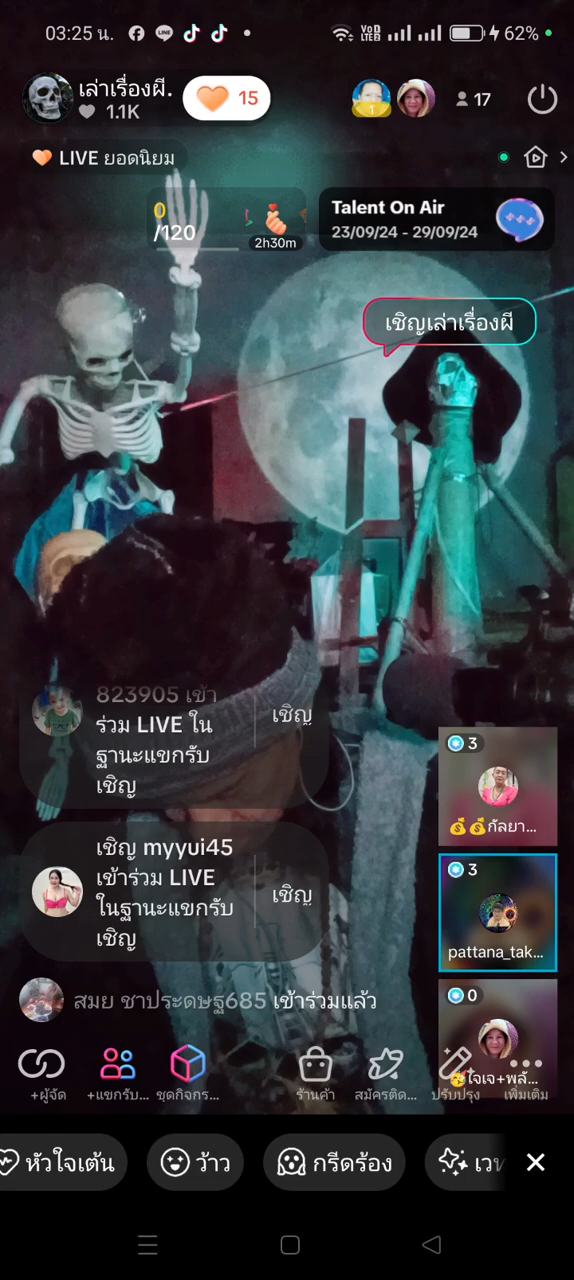 03:25 น.
VoD LTEB
62%
เล่าเรื่องผี.
1.1K
15
1
17
LIVE ยอดนิยม
0
/120
2h30m
Talent On Air
23/09/24 - 29/09/24
เชิญเล่าเรื่องผี
823905 เข้า
ร่วม LIVE ใน
ฐานะแขกรับ
เชิญ
เชิญ
เชิญ myyui45
เข้าร่วม LIVE
ในฐานะแขกรับ
เชิญ
เชิญ
สมย ชาประดษฐ685 เข้าร่วมแล้ว
3
💰💰กัลยา...
3
pattana_tak...
0
ใจเจ+พลั...
+ผู้จัด
+แขกรับ...
ชุดกิจกร...
ร้านค้า
สมัครติด...
ปรับปรุง
เพิ่มเติม
หัวใจเต้น
ว้าว
กรีดร้อง